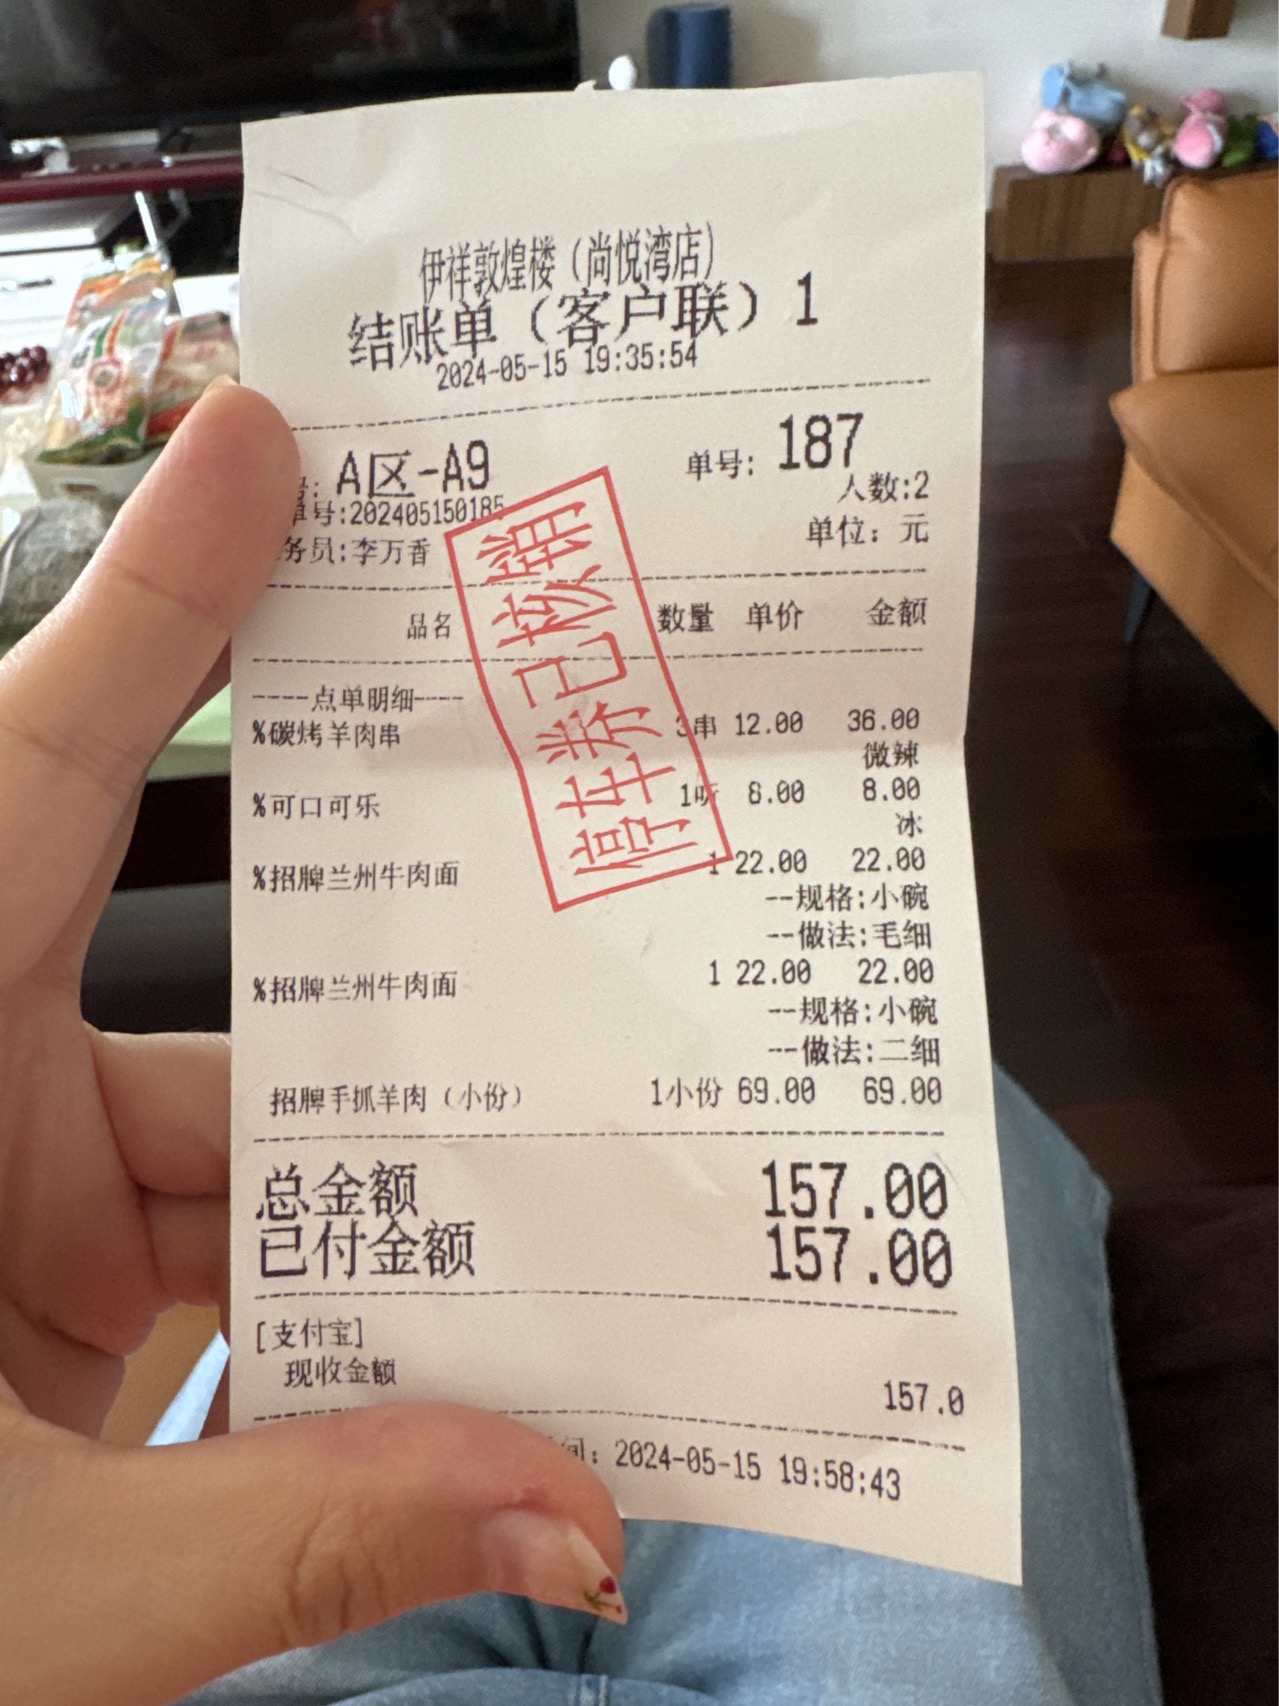 伊祥敦煌楼（尚悦湾店）
结账单（客户联）1
2024-05-15 19:35:54
号: A区-A9 单号: 187
单号:202405150185 人数:2
务员:李万香 单位: 元
品名 数量 单价 金额
----点单明细----
%碳烤羊肉串 3串 12.00 36.00
微辣
%可口可乐 1听 8.00 8.00
冰
%招牌兰州牛肉面 1 22.00 22.00
--规格:小碗
--做法:毛细
%招牌兰州牛肉面 1 22.00 22.00
--规格:小碗
--做法:二细
招牌手抓羊肉（小份） 1小份 69.00 69.00
总金额 157.00
已付金额 157.00
[支付宝]
现收金额
157.0
间: 2024-05-15 19:58:43
停车券已核销